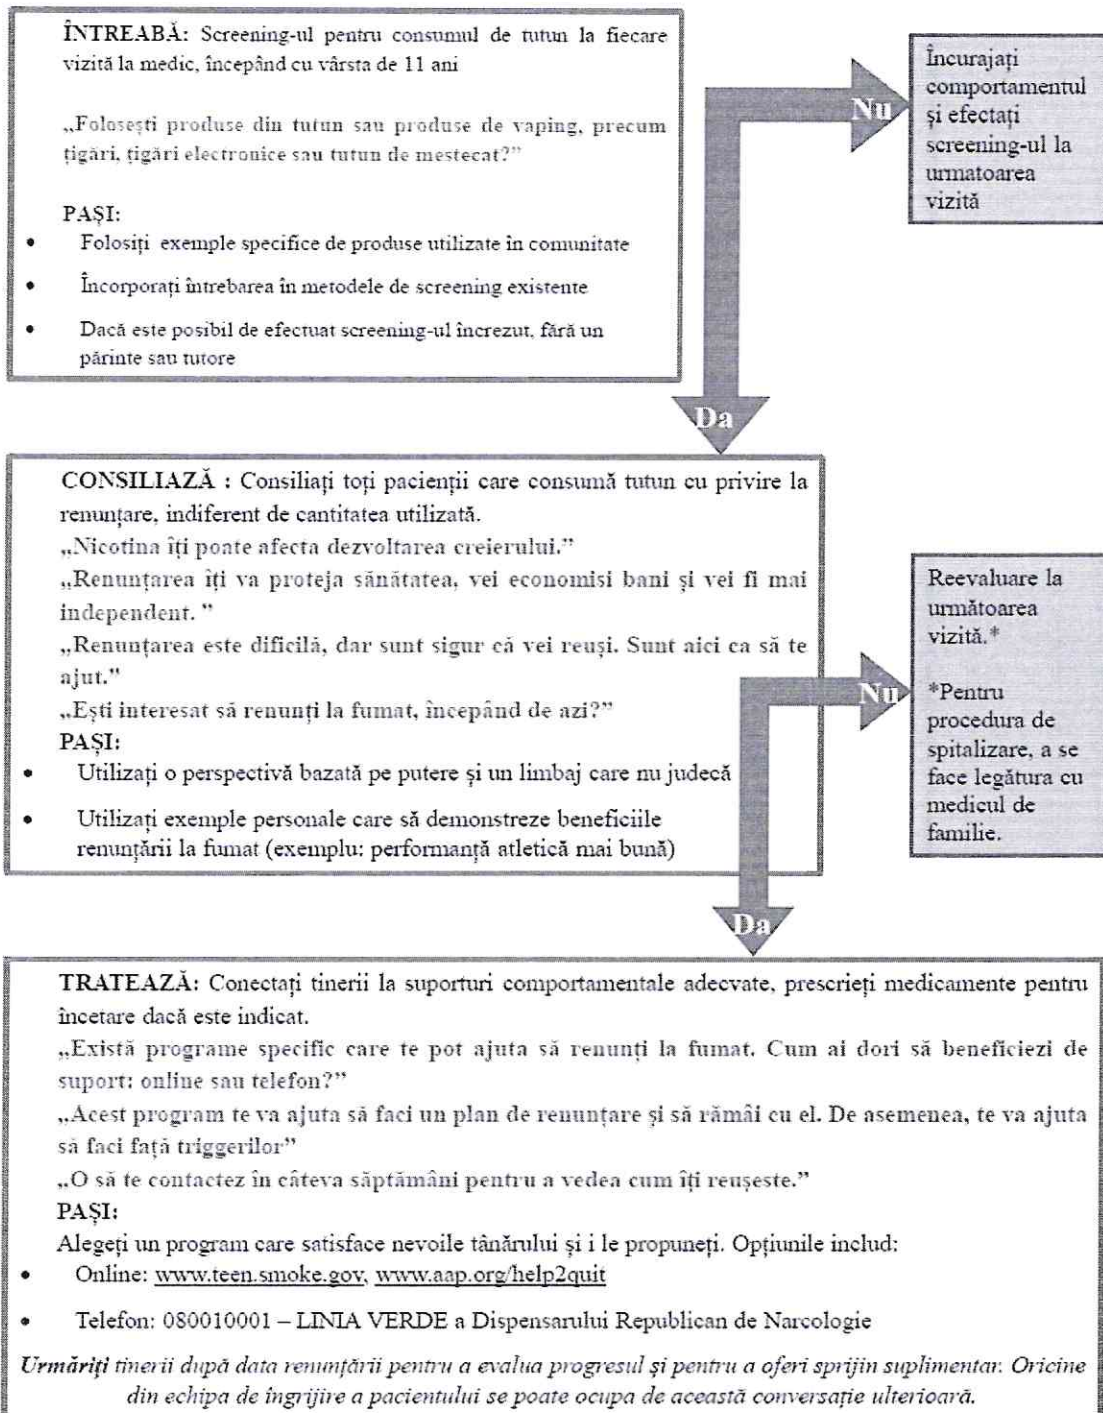 ÎNTREABĂ: Screening-ul pentru consumul de tutun la fiecare
vizită la medic, începând cu vârsta de 11 ani
„Folosești produse din tutun sau produse de vaping, precum
țigări, țigări electronice sau tutun de mestecat?”
PAȘI:
• Folosiți exemple specifice de produse utilizate în comunitate
• Încorporați întrebarea în metodele de screening existente
• Dacă este posibil de efectuat screening-ul încrezut, fără un
părinte sau tutore
Nu
Încurajați
comportamentul
și efectați
screening-ul la
urmatoarea
vizită
Da
CONSILIAZĂ : Consiliați toți pacienții care consumă tutun cu privire la
renunțare, indiferent de cantitatea utilizată.
„Nicotina îți poate afecta dezvoltarea creierului.”
„Renunțarea îți va proteja sănătatea, vei economisi bani și vei fi mai
independent. ”
„Renunțarea este dificilă, dar sunt sigur că vei reuși. Sunt aici ca să te
ajut.”
„Ești interesat să renunți la fumat, începând de azi?”
PAȘI:
• Utilizați o perspectivă bazată pe putere și un limbaj care nu judecă
• Utilizați exemple personale care să demonstreze beneficiile
renunțării la fumat (exemplu: performanță atletică mai bună)
Nu
Reevaluare la
următoarea
vizită.*
*Pentru
procedura de
spitalizare, a se
face legătura cu
medicul de
familie.
Da
TRATEAZĂ: Conectați tinerii la suporturi comportamentale adecvate, prescrieți medicamente pentru
încetare dacă este indicat.
„Există programe specific care te pot ajuta să renunți la fumat. Cum ai dori să beneficiezi de
suport: online sau telefon?”
„Acest program te va ajuta să faci un plan de renunțare și să rămâi cu el. De asemenea, te va ajuta
să faci față triggerilor”
„O să te contactez în câteva săptămâni pentru a vedea cum îți reușește.”
PAȘI:
Alegeți un program care satisface nevoile tânărului și i le propuneți. Opțiunile includ:
• Online: www.teen.smoke.gov, www.aap.org/help2quit
• Telefon: 080010001 – LINIA VERDE a Dispensarului Republican de Narcologie
Urmăriți tinerii după data renunțării pentru a evalua progresul și pentru a oferi sprijin suplimentar. Oricine
din echipa de îngrijire a pacientului se poate ocupa de această conversație ulterioară.